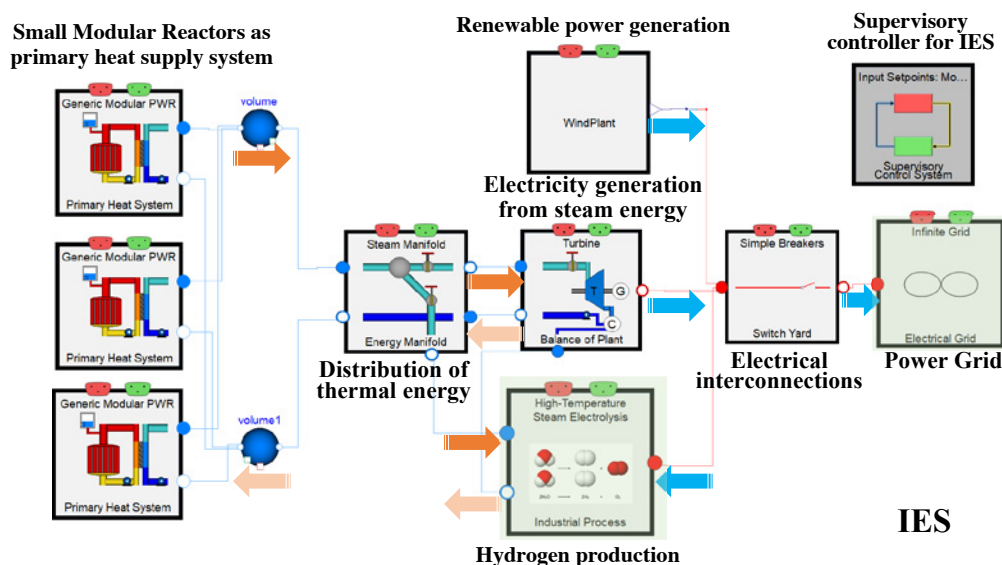 Small Modular Reactors as
primary heat supply system
Renewable power generation
Supervisory
controller for IES
Generic Modular PWR
Primary Heat System
volume
WindPlant
Input Setpoints: Mo...
Supervisory
Control System
Electricity generation
from steam energy
Generic Modular PWR
Primary Heat System
Steam Manifold
Energy Manifold
Turbine
T
G
C
Balance of Plant
Simple Breakers
Switch Yard
Infinite Grid
Electrical Grid
Distribution of
thermal energy
Electrical
interconnections
Power Grid
Generic Modular PWR
Primary Heat System
volume1
High-Temperature
Steam Electrolysis
2H₂O → 2H₂ + O₂
Industrial Process
Hydrogen production
IES